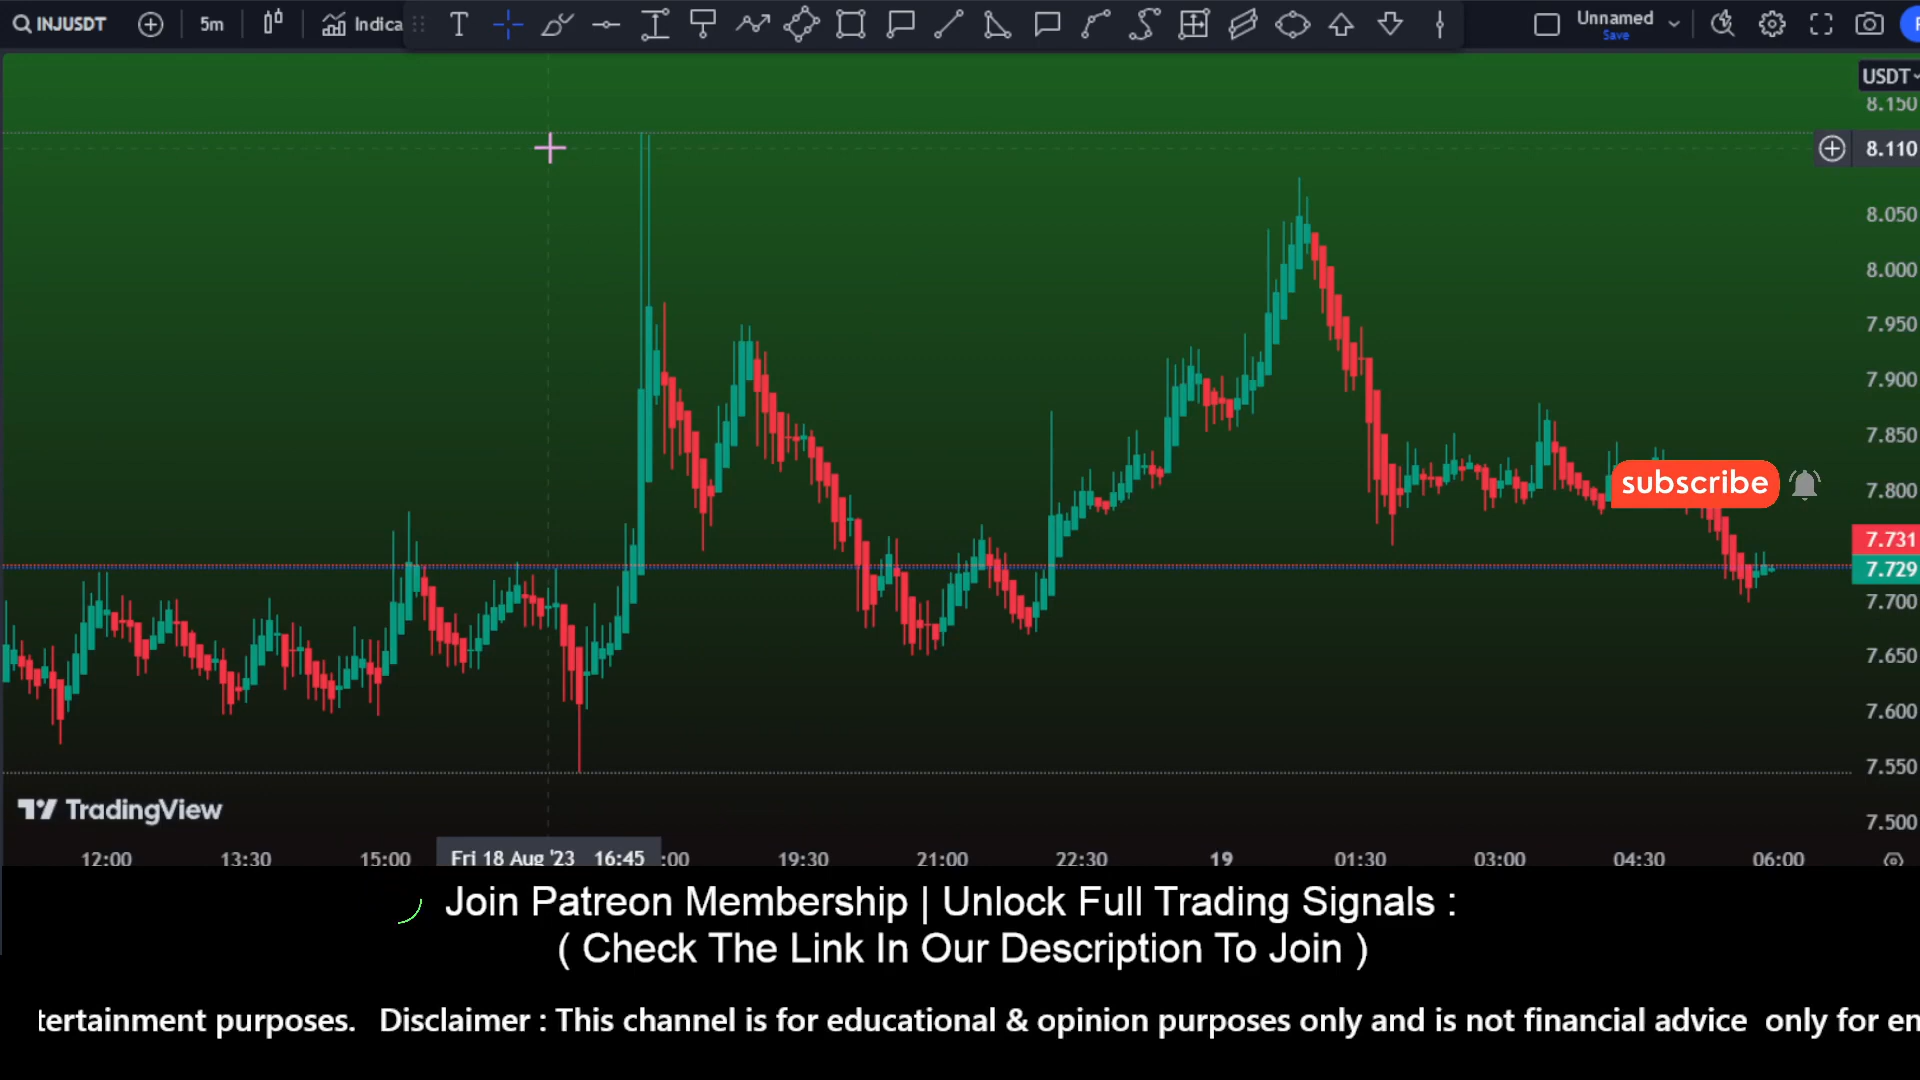 INJUSDT 5m Indica Unnamed
Save
USDT
8.150
8.110
8.050
8.000
7.950
7.900
7.850
7.800
subscribe
7.731
7.729
7.700
7.650
7.600
7.550
7.500
TradingView
12:00 13:30 15:00 Fri 18 Aug '23 16:45 :00 19:30 21:00 22:30 19 01:30 03:00 04:30 06:00
Join Patreon Membership | Unlock Full Trading Signals :
( Check The Link In Our Description To Join )
tertainment purposes. Disclaimer : This channel is for educational & opinion purposes only and is not financial advice only for en